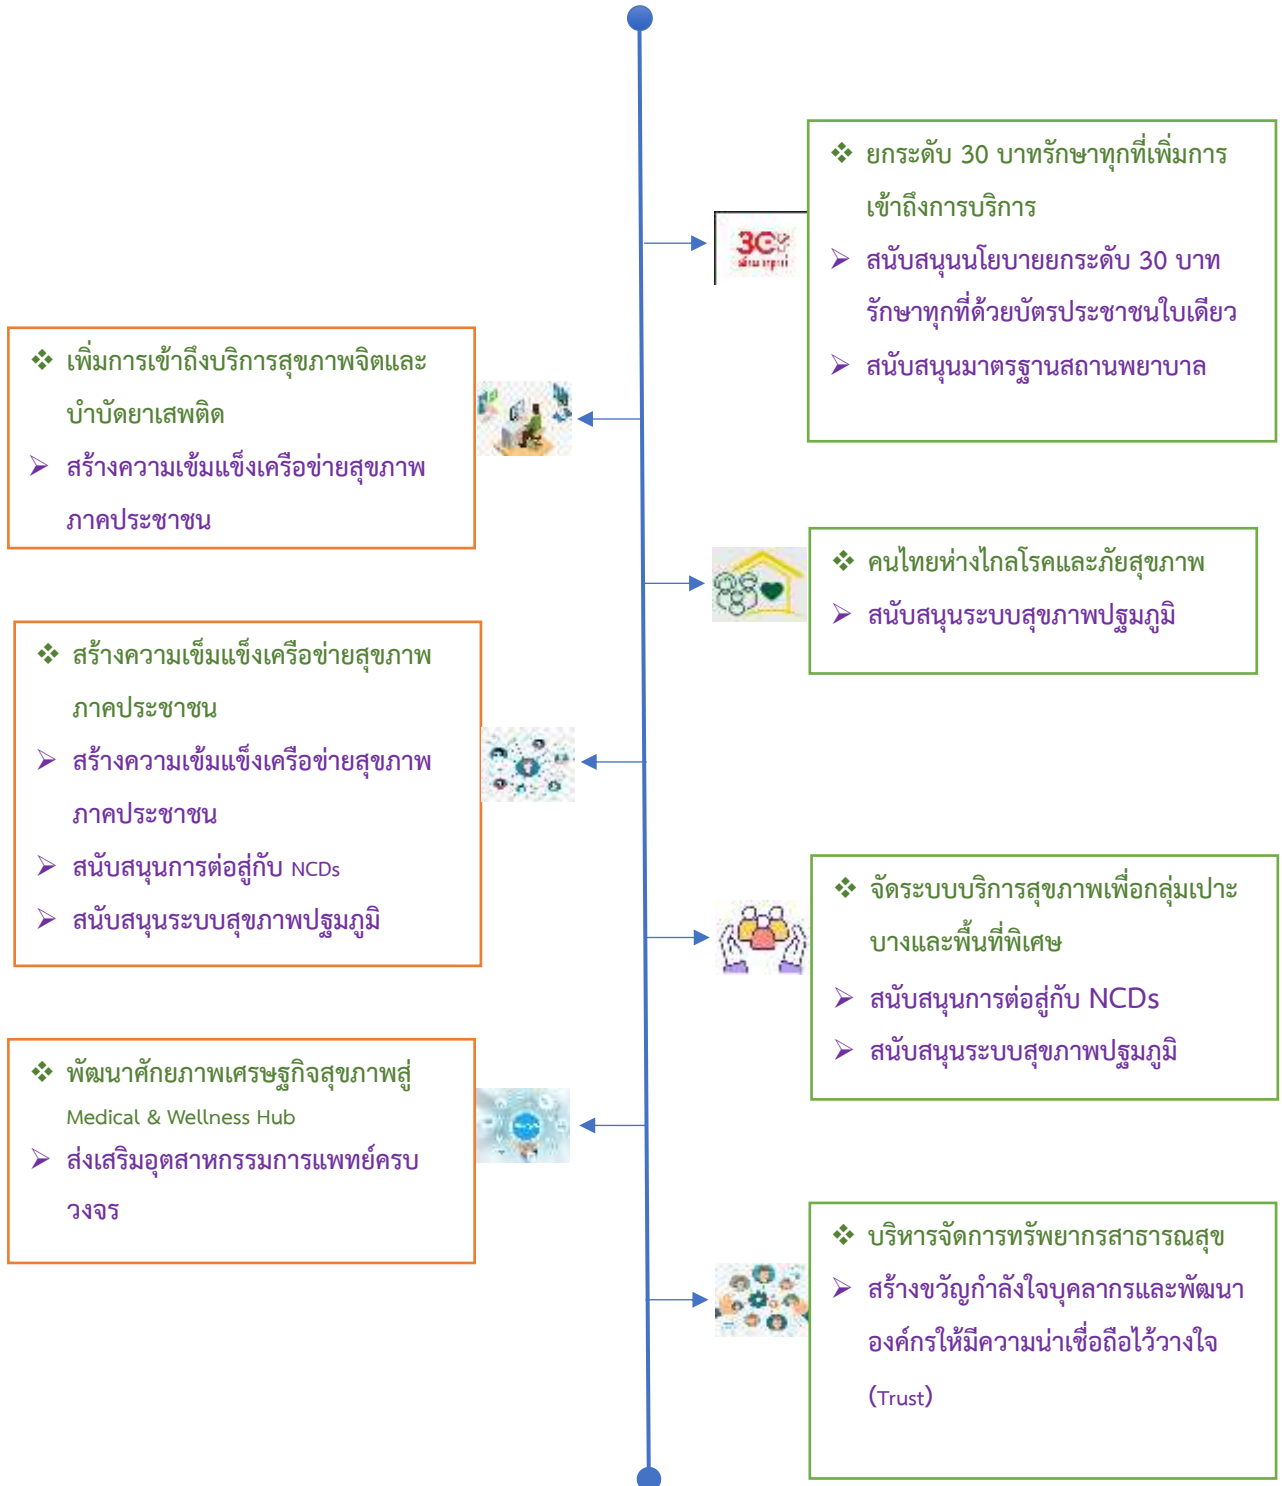 ❖ ยกระดับ 30 บาทรักษาทุกที่เพิ่มการ
เข้าถึงการบริการ
➢ สนับสนุนนโยบายยกระดับ 30 บาท
รักษาทุกที่ด้วยบัตรประชาชนใบเดียว
➢ สนับสนุนมาตรฐานสถานพยาบาล
30
❖ เพิ่มการเข้าถึงบริการสุขภาพจิตและ
บำบัดยาเสพติด
➢ สร้างความเข้มแข็งเครือข่ายสุขภาพ
ภาคประชาชน
❖ คนไทยห่างไกลโรคและภัยสุขภาพ
➢ สนับสนุนระบบสุขภาพปฐมภูมิ
❖ สร้างความเข็มแข็งเครือข่ายสุขภาพ
ภาคประชาชน
➢ สร้างความเข้มแข็งเครือข่ายสุขภาพ
ภาคประชาชน
➢ สนับสนุนการต่อสู่กับ NCDs
➢ สนับสนุนระบบสุขภาพปฐมภูมิ
❖ จัดระบบบริการสุขภาพเพื่อกลุ่มเปาะ
บางและพื้นที่พิเศษ
➢ สนับสนุนการต่อสู่กับ NCDs
➢ สนับสนุนระบบสุขภาพปฐมภูมิ
❖ พัฒนาศักยภาพเศรษฐกิจสุขภาพสู่
Medical & Wellness Hub
➢ ส่งเสริมอุตสาหกรรมการแพทย์ครบ
วงจร
❖ บริหารจัดการทรัพยากรสาธารณสุข
➢ สร้างขวัญกำลังใจบุคลากรและพัฒนา
องค์กรให้มีความน่าเชื่อถือไว้วางใจ
(Trust)